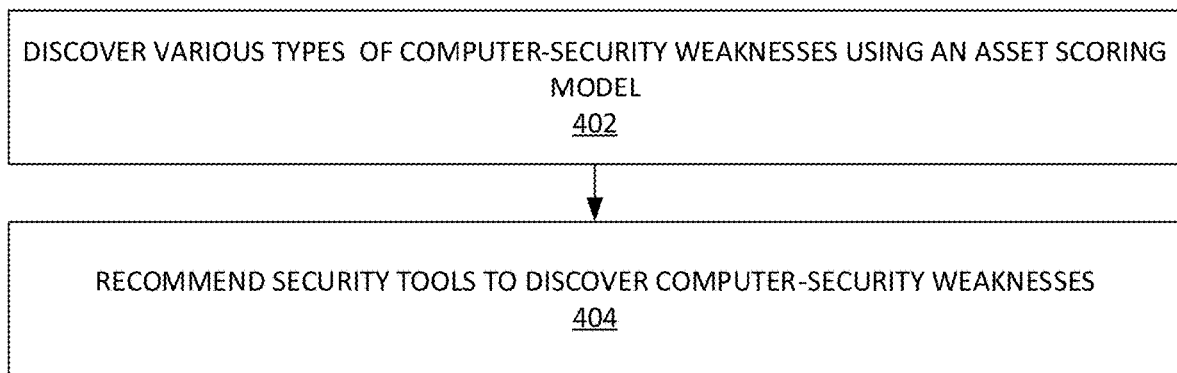 DISCOVER VARIOUS TYPES OF COMPUTER-SECURITY WEAKNESSES USING AN ASSET SCORING
MODEL
402
RECOMMEND SECURITY TOOLS TO DISCOVER COMPUTER-SECURITY WEAKNESSES
404